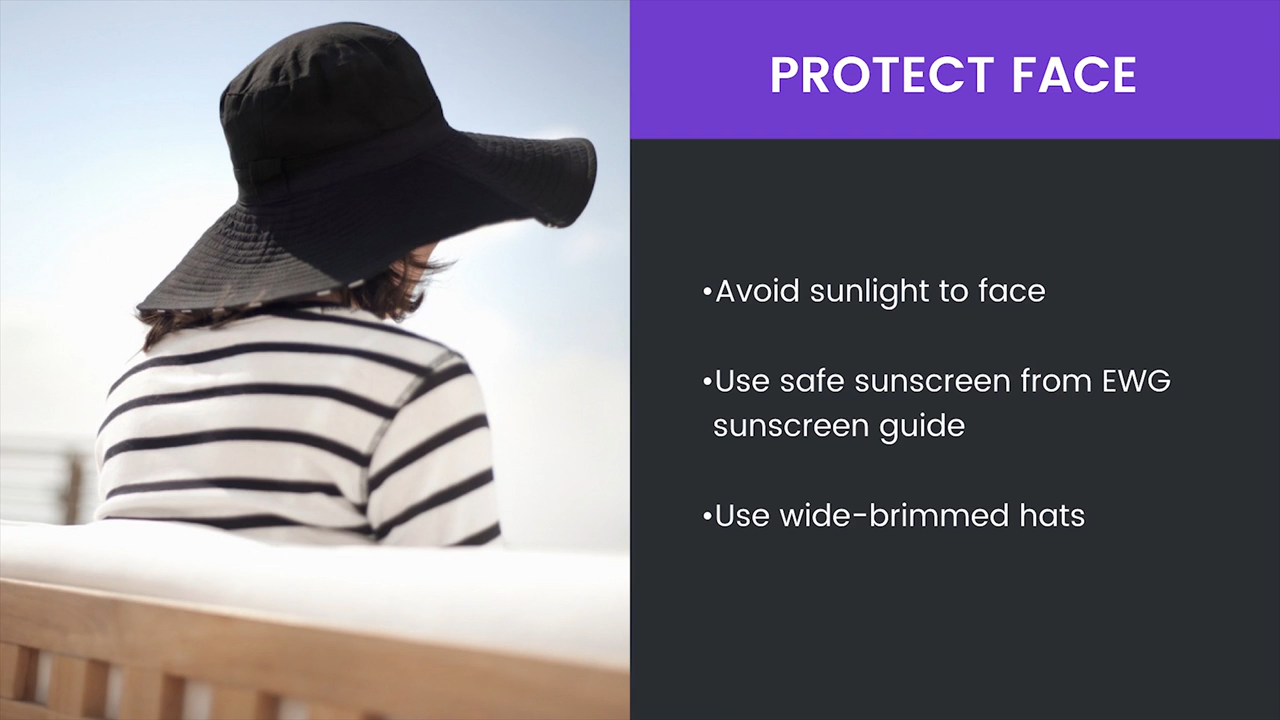 PROTECT FACE
•Avoid sunlight to face
•Use safe sunscreen from EWG
sunscreen guide
•Use wide-brimmed hats